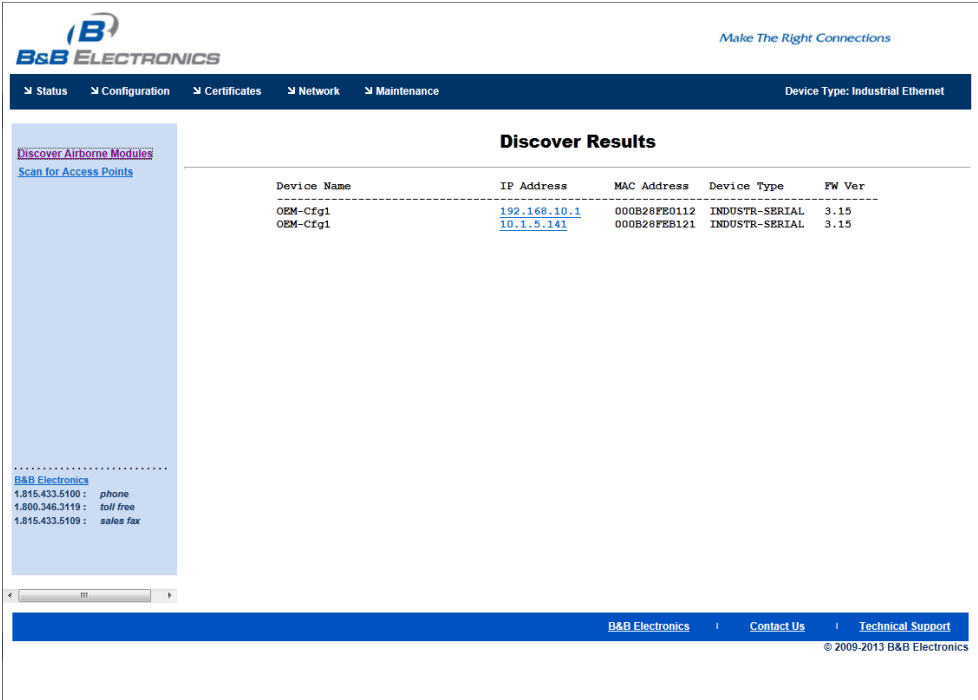 B
B&B ELECTRONICS
Make The Right Connections
Status Configuration Certificates Network Maintenance Device Type: Industrial Ethernet
Discover Airborne Modules
Scan for Access Points
Discover Results
Device Name IP Address MAC Address Device Type FW Ver
OEM-Cfg1 192.168.10.1 000B28FE0112 INDUSTR-SERIAL 3.15
OEM-Cfg1 10.1.5.141 000B28FEB121 INDUSTR-SERIAL 3.15
B&B Electronics
1.815.433.5100 : phone
1.800.346.3119 : toll free
1.815.433.5109 : sales fax
B&B Electronics | Contact Us | Technical Support
© 2009-2013 B&B Electronics